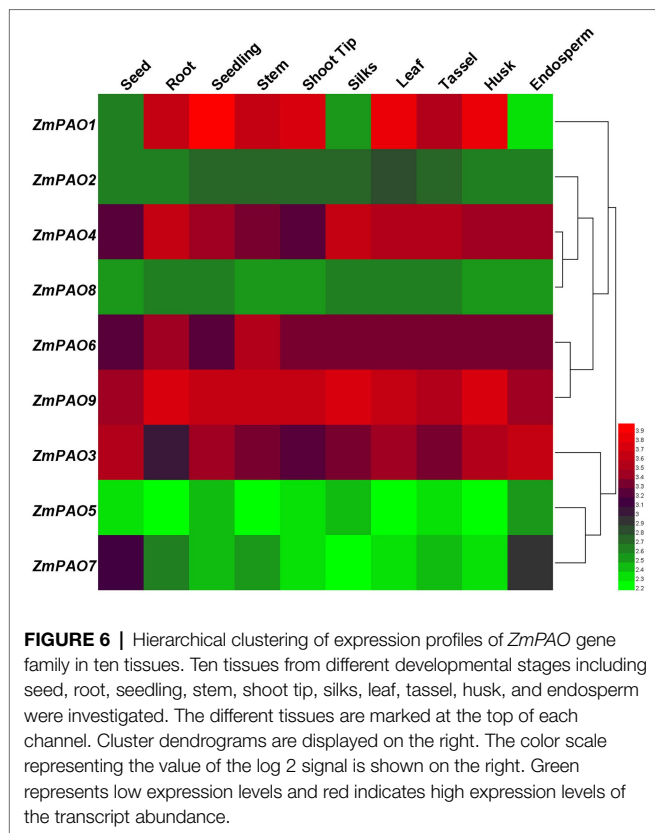 Seed Root Seedling Stem Shoot Tip Silks Leaf Tassel Husk Endosperm
ZmPAO1
ZmPAO2
ZmPAO4
ZmPAO8
ZmPAO6
ZmPAO9
ZmPAO3
ZmPAO5
ZmPAO7
3.9
3.8
3.7
3.6
3.5
3.4
3.3
3.2
3.1
3
2.9
2.8
2.7
2.6
2.5
2.4
2.3
2.2
FIGURE 6 | Hierarchical clustering of expression profiles of ZmPAO gene
family in ten tissues. Ten tissues from different developmental stages including
seed, root, seedling, stem, shoot tip, silks, leaf, tassel, husk, and endosperm
were investigated. The different tissues are marked at the top of each
channel. Cluster dendrograms are displayed on the right. The color scale
representing the value of the log 2 signal is shown on the right. Green
represents low expression levels and red indicates high expression levels of
the transcript abundance.